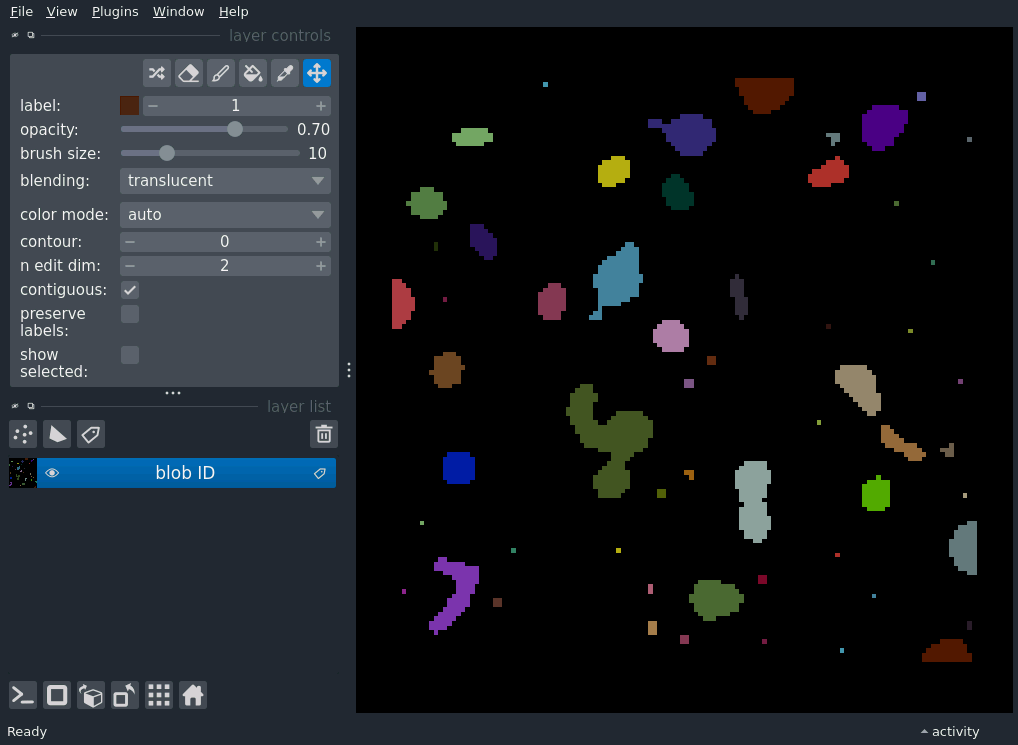 File View Plugins Window Help
layer controls
label: 1
opacity: 0.70
brush size: 10
blending: translucent
color mode: auto
contour: 0
n edit dim: 2
contiguous:
preserve
labels:
show
selected:
layer list
blob ID
Ready
activity